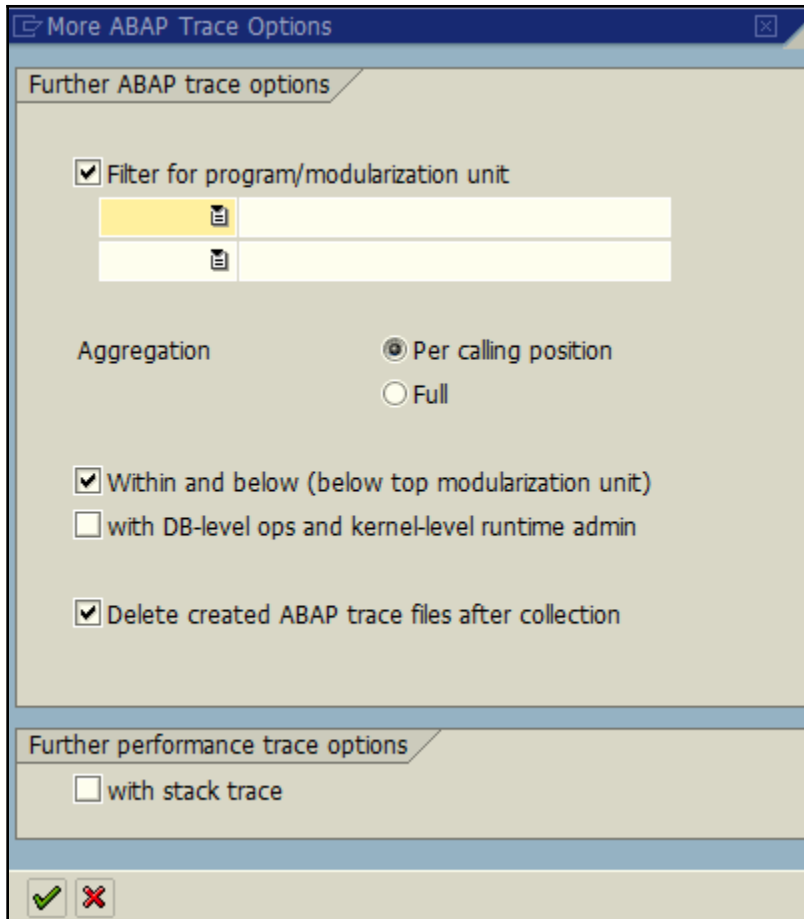 More ABAP Trace Options
Further ABAP trace options
Filter for program/modularization unit
Aggregation Per calling position
Full
Within and below (below top modularization unit)
with DB-level ops and kernel-level runtime admin
Delete created ABAP trace files after collection
Further performance trace options
with stack trace